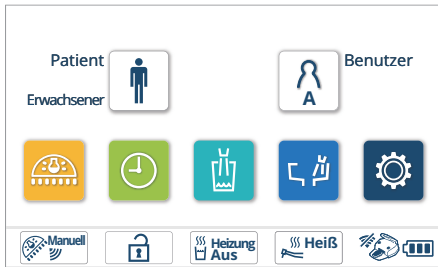 Patient
Erwachsener
Benutzer
A
Manuell
Heizung
Aus
Heiß